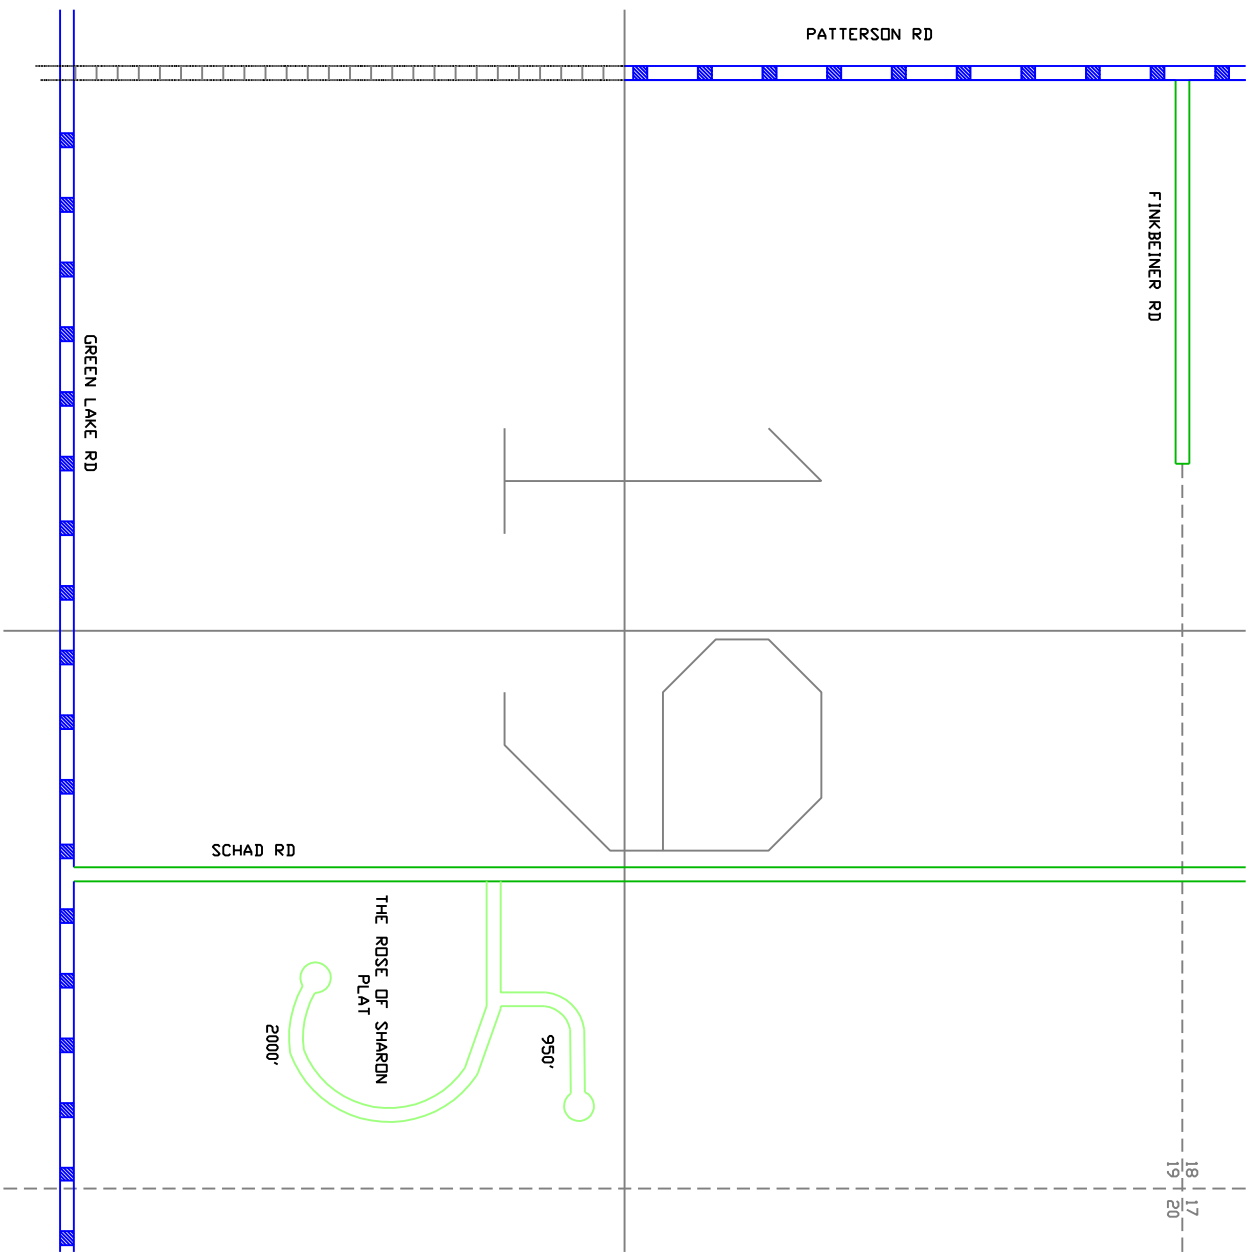 PATTERSON RD
FINKBEINER RD
GREEN LAKE RD
19
SCHAD RD
THE ROSE OF SHARON
PLAT
2000'
950'
18
19
17
20